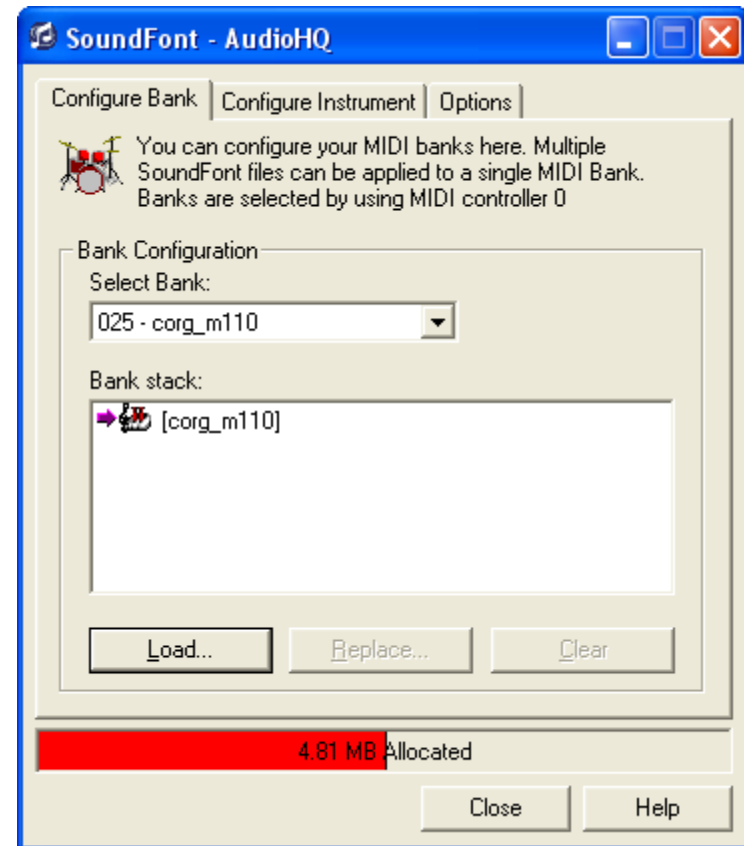 SoundFont - AudioHQ
Configure Bank Configure Instrument Options
You can configure your MIDI banks here. Multiple
SoundFont files can be applied to a single MIDI Bank.
Banks are selected by using MIDI controller 0
Bank Configuration
Select Bank:
025 - corg_m110
Bank stack:
[corg_m110]
Load... Replace... Clear
4.81 MB Allocated
Close Help